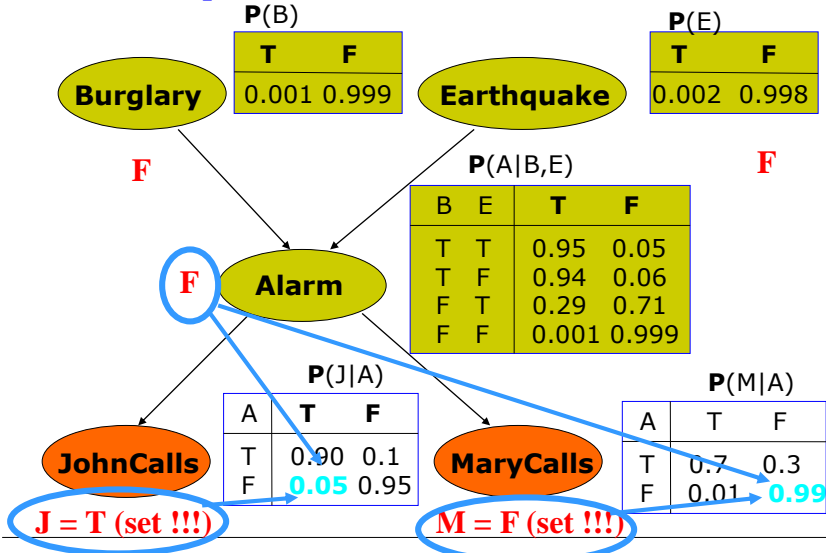 P(B)
P(E)
T F
T F
Burglary
0.001 0.999
Earthquake
0.002 0.998
F
P(A|B,E)
F
B E T F
T T 0.95 0.05
T F 0.94 0.06
F T 0.29 0.71
F F 0.001 0.999
F
Alarm
P(J|A)
P(M|A)
A T F
A T F
JohnCalls
T 0.90 0.1
F 0.05 0.95
MaryCalls
T 0.7 0.3
F 0.01 0.99
J = T (set !!!)
M = F (set !!!)